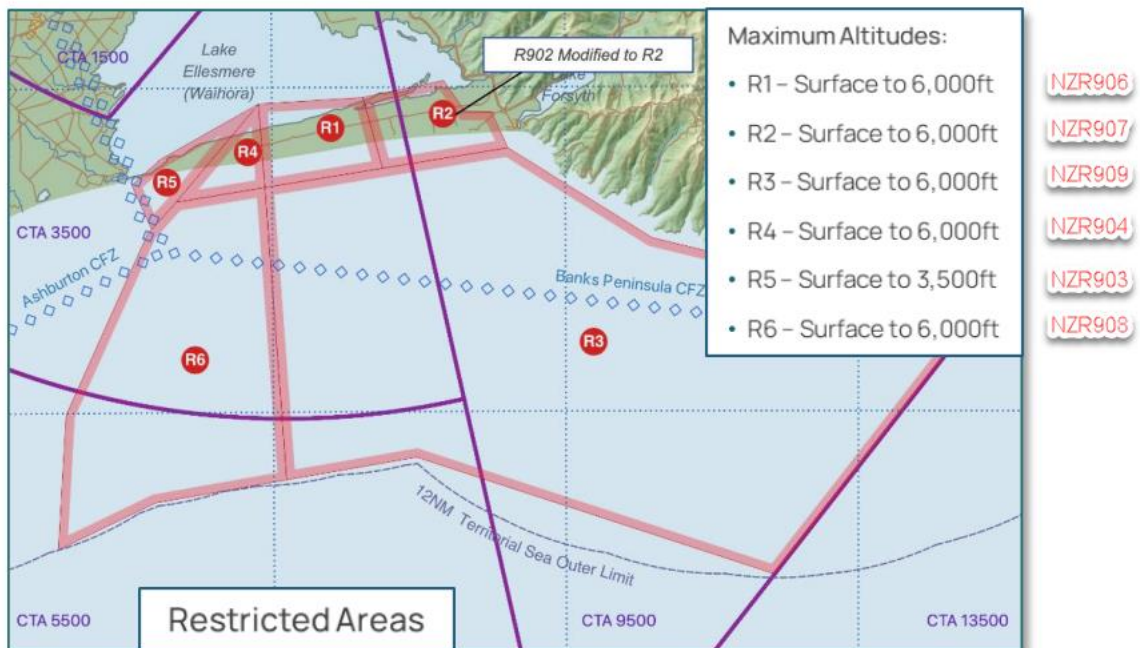 CTA 1500
Lake
Ellesmere
(Waihora)
R902 Modified to R2
Lake
Forsyth
R1
R2
R4
R5
CTA 3500
Ashburton CFZ
Banks Peninsula CFZ
R6
R3
12NM Territorial Sea Outer Limit
CTA 5500
CTA 9500
CTA 13500
Restricted Areas
Maximum Altitudes:
• R1 – Surface to 6,000ft
NZR906
• R2 – Surface to 6,000ft
NZR907
• R3 – Surface to 6,000ft
NZR909
• R4 – Surface to 6,000ft
NZR904
• R5 – Surface to 3,500ft
NZR903
• R6 – Surface to 6,000ft
NZR908